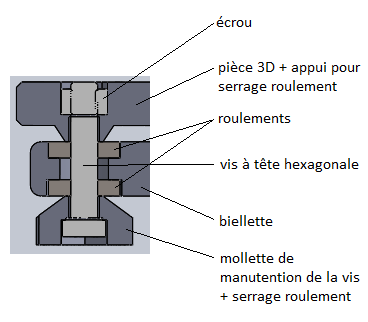 écrou
pièce 3D + appui pour
serrage roulement
roulements
vis à tête hexagonale
biellette
mollette de
manutention de la vis
+ serrage roulement